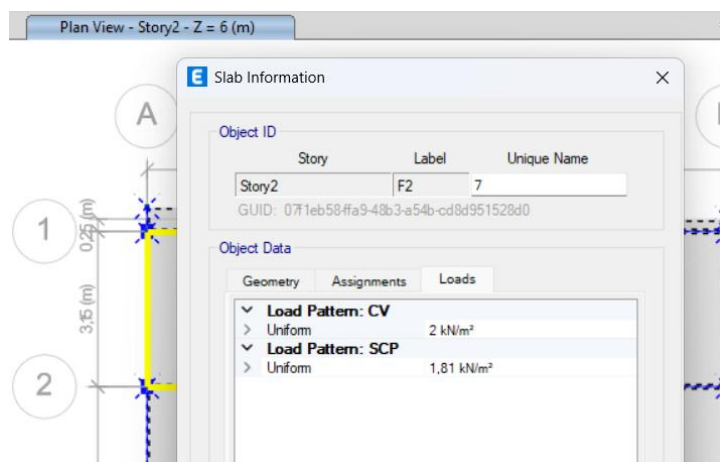 Plan View - Story2 - Z = 6 (m)
E Slab Information
A
Object ID
Story Label Unique Name
Story2 F2 7
GUID: 07f1eb58-ffa9-48b3-a54b-cd8d951528d0
1
0,25 (m)
Object Data
Geometry Assignments Loads
3,15 (m)
Load Pattern: CV
Uniform 2 kN/m²
Load Pattern: SCP
Uniform 1,81 kN/m²
2